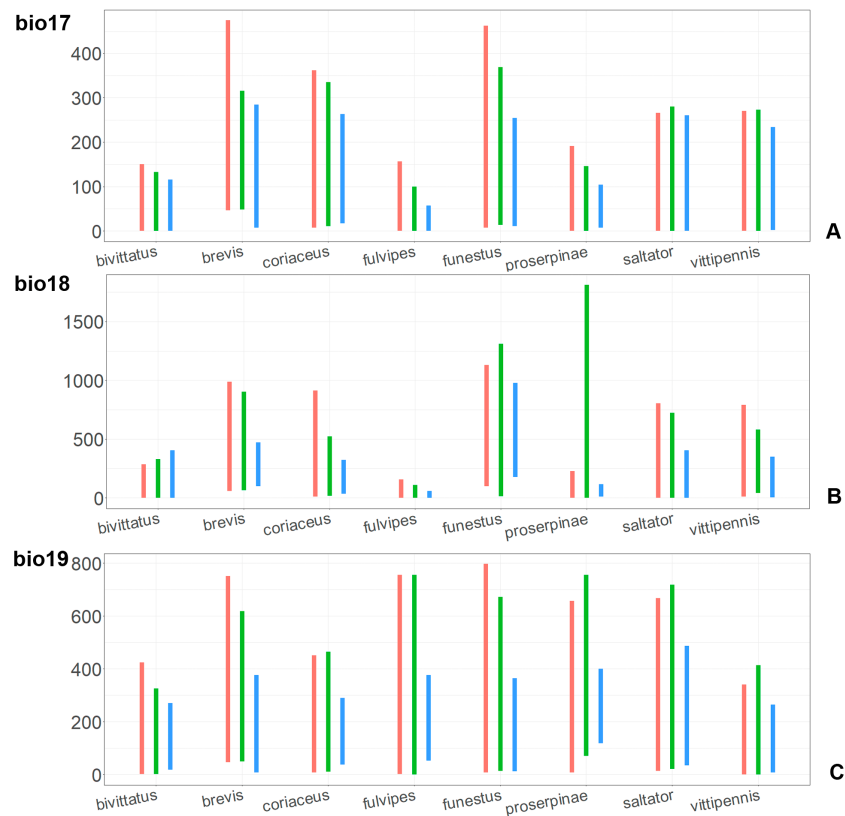 bio17
400
300
200
100
0
A
bivittatus brevis coriaceus fulvipes funestus proserpinae saltator vittipennis
bio18
1500
1000
500
0
B
bivittatus brevis coriaceus fulvipes funestus proserpinae saltator vittipennis
bio19
800
600
400
200
0
C
bivittatus brevis coriaceus fulvipes funestus proserpinae saltator vittipennis